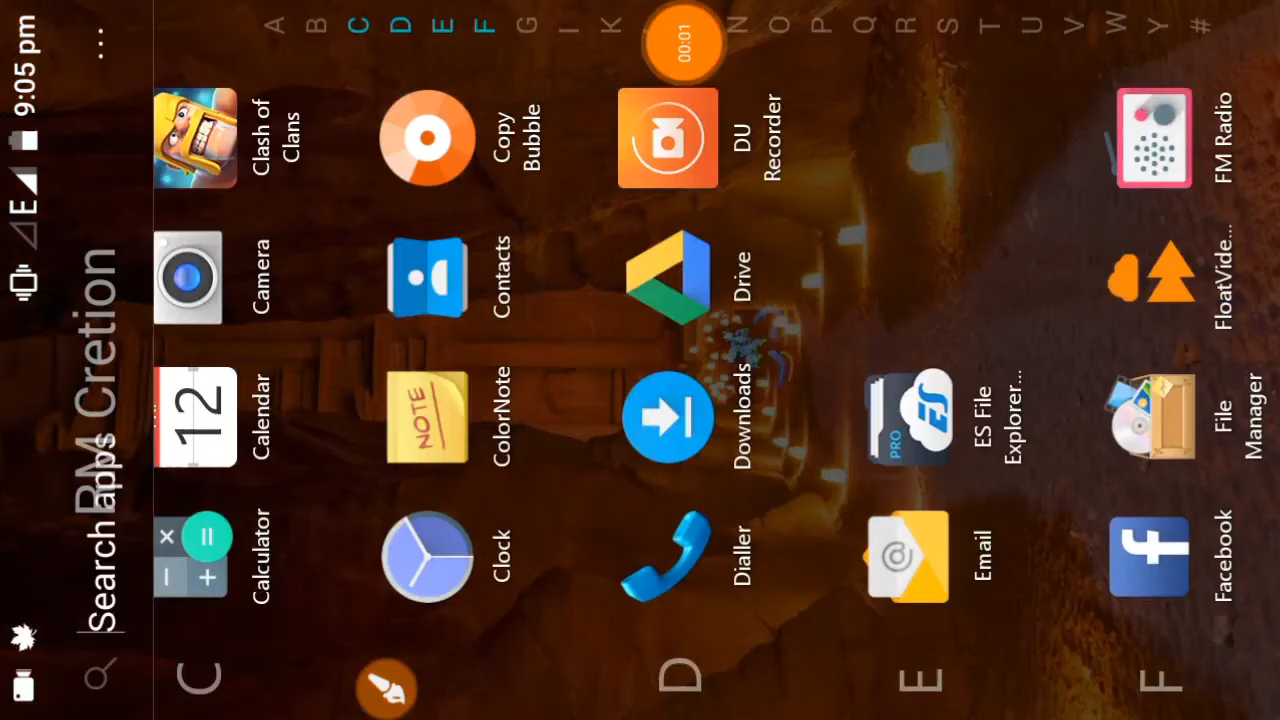 9:05 pm
E
Search apps
BM Cretion
A
B
C
D
E
F
G
I
K
N
O
P
Q
R
S
T
U
V
W
Y
#
00:01
C
12
Calculator
Calendar
Camera
Clash of
Clans
NOTE
Clock
ColorNote
Contacts
Copy
Bubble
D
Dialler
Downloads
Drive
DU
Recorder
E
@
PRO
ES
Email
ES File
Explorer...
F
f
Facebook
File
Manager
FloatVide...
FM Radio